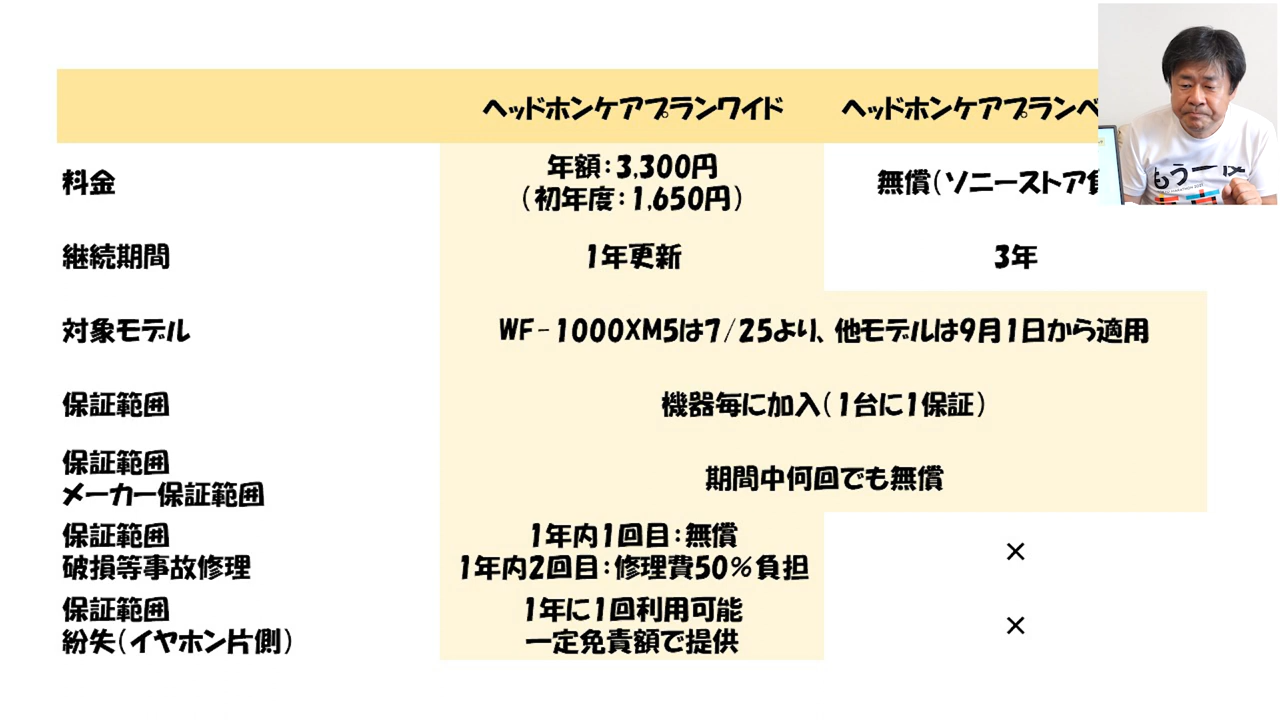 ヘッドホンケアプランワイド ヘッドホンケアプランベ
料金 年額：3,300円 無償（ソニーストア
（初年度：1,650円）
継続期間 1年更新 3年
対象モデル WF-1000XM5は7/25より、他モデルは9月1日から適用
保証範囲 機器毎に加入（1台に1保証）
保証範囲
メーカー保証範囲 期間中何回でも無償
保証範囲 1年内1回目：無償 ×
破損等事故修理 1年内2回目：修理費50%負担
保証範囲 1年に1回利用可能 ×
紛失（イヤホン片側） 一定免責額で提供
もう一